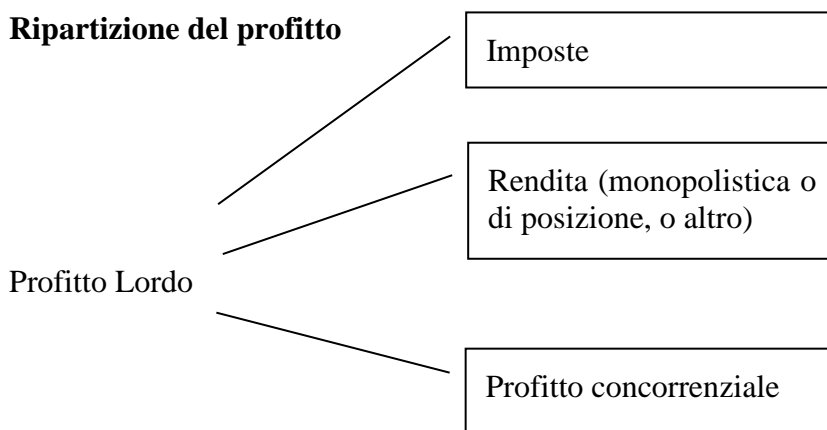 Ripartizione del profitto
Imposte
Rendita (monopolistica o
di posizione, o altro)
Profitto Lordo
Profitto concorrenziale